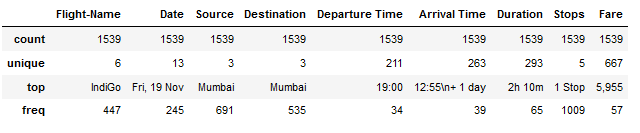 Flight-Name Date Source Destination Departure Time Arrival Time Duration Stops Fare
count 1539 1539 1539 1539 1539 1539 1539 1539 1539
unique 6 13 3 3 211 263 293 5 667
top IndiGo Fri, 19 Nov Mumbai Mumbai 19:00 12:55\n+ 1 day 2h 10m 1 Stop 5,955
freq 447 245 691 535 34 39 65 1009 57